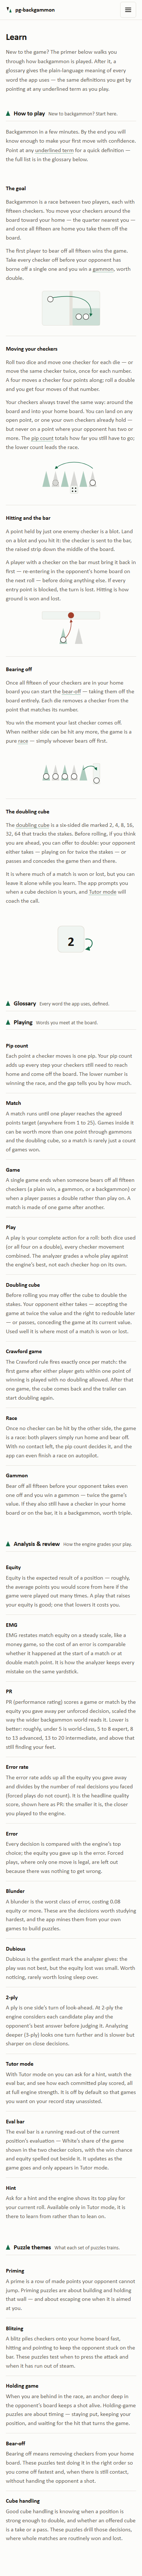 pg-backgammon
Learn
New to the game? The primer below walks you
through how backgammon is played. After it, a
glossary gives the plain-language meaning of every
word the app uses — the same definitions you get by
pointing at any underlined term.
How to play New to backgammon? Start here.
Backgammon in a few minutes. By the end you will
know enough to make your first move with confidence.
Point at any underlined term for a quick definition —
the full list is in the glossary below.
The goal
Backgammon is a race between two players, each with
fifteen checkers. You move your checkers around the
board toward your home — the quarter nearest you —
and once all fifteen are home you take them off the
board.
The first player to bear off all fifteen wins the game.
Take every checker off before your opponent has
borne off a single one and you win a gammon, worth
double.
Moving your checkers
Roll two dice and move one checker for each die — or
move the same checker twice, once for each number.
A four moves a checker four points along; roll a double
and you get four moves of that number.
Your checkers always travel the same way: around the
board and into your home board. You can land on any
open point, or one your own checkers already hold —
but never on a point where your opponent has two or
more. The pip count totals how far you still have to go;
the lower count leads the race.
Hitting and the bar
A point held by just one enemy checker is a blot. Land
on a blot and you hit it: the checker is sent to the bar,
the raised strip down the middle of the board.
A player with a checker on the bar must bring it back in
first — re-entering in the opponent's home board on
the next roll — before doing anything else. If every
entry point is blocked, the turn is lost. Hitting is how
ground is won and lost.
Bearing off
Once all fifteen of your checkers are in your home
board you can start the bear-off — taking them off the
board entirely. Each die removes a checker from the
point that matches its number.
You win the moment your last checker comes off.
When neither side can be hit any more, the game is a
pure race — simply whoever bears off first.
The doubling cube
The doubling cube is a six-sided die marked 2, 4, 8, 16,
32, 64 that tracks the stakes. Before rolling, if you think
you are ahead, you can offer to double: your opponent
either takes — playing on for twice the stakes — or
passes and concedes the game then and there.
It is where much of a match is won or lost, but you can
leave it alone while you learn. The app prompts you
when a cube decision is yours, and Tutor mode will
coach the call.
2
Glossary Every word the app uses, defined.
Playing Words you meet at the board.
Pip count
Each point a checker moves is one pip. Your pip count
adds up every step your checkers still need to reach
home and come off the board. The lower number is
winning the race, and the gap tells you by how much.
Match
A match runs until one player reaches the agreed
points target (anywhere from 1 to 25). Games inside it
can be worth more than one point through gammons
and the doubling cube, so a match is rarely just a count
of games won.
Game
A single game ends when someone bears off all fifteen
checkers (a plain win, a gammon, or a backgammon) or
when a player passes a double rather than play on. A
match is made of one game after another.
Play
A play is your complete action for a roll: both dice used
(or all four on a double), every checker movement
combined. The analyzer grades a whole play against
the engine's best, not each checker hop on its own.
Doubling cube
Before rolling you may offer the cube to double the
stakes. Your opponent either takes — accepting the
game at twice the value and the right to redouble later
— or passes, conceding the game at its current value.
Used well it is where most of a match is won or lost.
Crawford game
The Crawford rule fixes exactly once per match: the
first game after either player gets within one point of
winning is played with no doubling allowed. After that
one game, the cube comes back and the trailer can
start doubling again.
Race
Once no checker can be hit by the other side, the game
is a race: both players simply run home and bear off.
With no contact left, the pip count decides it, and the
app can even finish a race on autopilot.
Gammon
Bear off all fifteen before your opponent takes even
one off and you win a gammon — twice the game's
value. If they also still have a checker in your home
board or on the bar, it is a backgammon, worth triple.
Analysis & review How the engine grades your play.
Equity
Equity is the expected result of a position — roughly,
the average points you would score from here if the
game were played out many times. A play that raises
your equity is good; one that lowers it costs you.
EMG
EMG restates match equity on a steady scale, like a
money game, so the cost of an error is comparable
whether it happened at the start of a match or at
double match point. It is how the analyzer keeps every
mistake on the same yardstick.
PR
PR (performance rating) scores a game or match by the
equity you gave away per unforced decision, scaled the
way the wider backgammon world reads it. Lower is
better: roughly, under 5 is world-class, 5 to 8 expert, 8
to 13 advanced, 13 to 20 intermediate, and above that
still finding your feet.
Error rate
The error rate adds up all the equity you gave away
and divides by the number of real decisions you faced
(forced plays do not count). It is the headline quality
score, shown here as PR: the smaller it is, the closer
you played to the engine.
Error
Every decision is compared with the engine's top
choice; the equity you gave up is the error. Forced
plays, where only one move is legal, are left out
because there was nothing to get wrong.
Blunder
A blunder is the worst class of error, costing 0.08
equity or more. These are the decisions worth studying
hardest, and the app mines them from your own
games to build puzzles.
Dubious
Dubious is the gentlest mark the analyzer gives: the
play was not best, but the equity lost was small. Worth
noticing, rarely worth losing sleep over.
2-ply
A ply is one side's turn of look-ahead. At 2-ply the
engine considers each candidate play and the
opponent's best answer before judging it. Analyzing
deeper (3-ply) looks one turn further and is slower but
sharper on close decisions.
Tutor mode
With Tutor mode on you can ask for a hint, watch the
eval bar, and see how each committed play scored, all
at full engine strength. It is off by default so that games
you want on your record stay unassisted.
Eval bar
The eval bar is a running read-out of the current
position's evaluation — White's share of the game
shown in the two checker colors, with the win chance
and equity spelled out beside it. It updates as the
game goes and only appears in Tutor mode.
Hint
Ask for a hint and the engine shows its top play for
your current roll. Available only in Tutor mode, it is
there to learn from rather than to lean on.
Puzzle themes What each set of puzzles trains.
Priming
A prime is a row of made points your opponent cannot
jump. Priming puzzles are about building and holding
that wall — and about escaping one when it is aimed
at you.
Blitzing
A blitz piles checkers onto your home board fast,
hitting and pointing to keep the opponent stuck on the
bar. These puzzles test when to press the attack and
when it has run out of steam.
Holding game
When you are behind in the race, an anchor deep in
the opponent's board keeps a shot alive. Holding-game
puzzles are about timing — staying put, keeping your
position, and waiting for the hit that turns the game.
Bear-off
Bearing off means removing checkers from your home
board. These puzzles test doing it in the right order so
you come off fastest and, when there is still contact,
without handing the opponent a shot.
Cube handling
Good cube handling is knowing when a position is
strong enough to double, and whether an offered cube
is a take or a pass. These puzzles drill those decisions,
where whole matches are routinely won and lost.